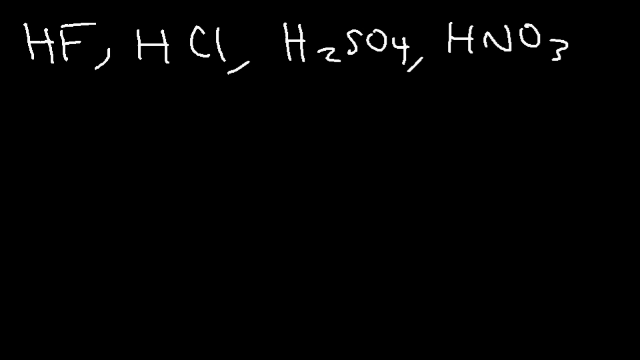 HF, HCl, H₂SO₄, HNO₃